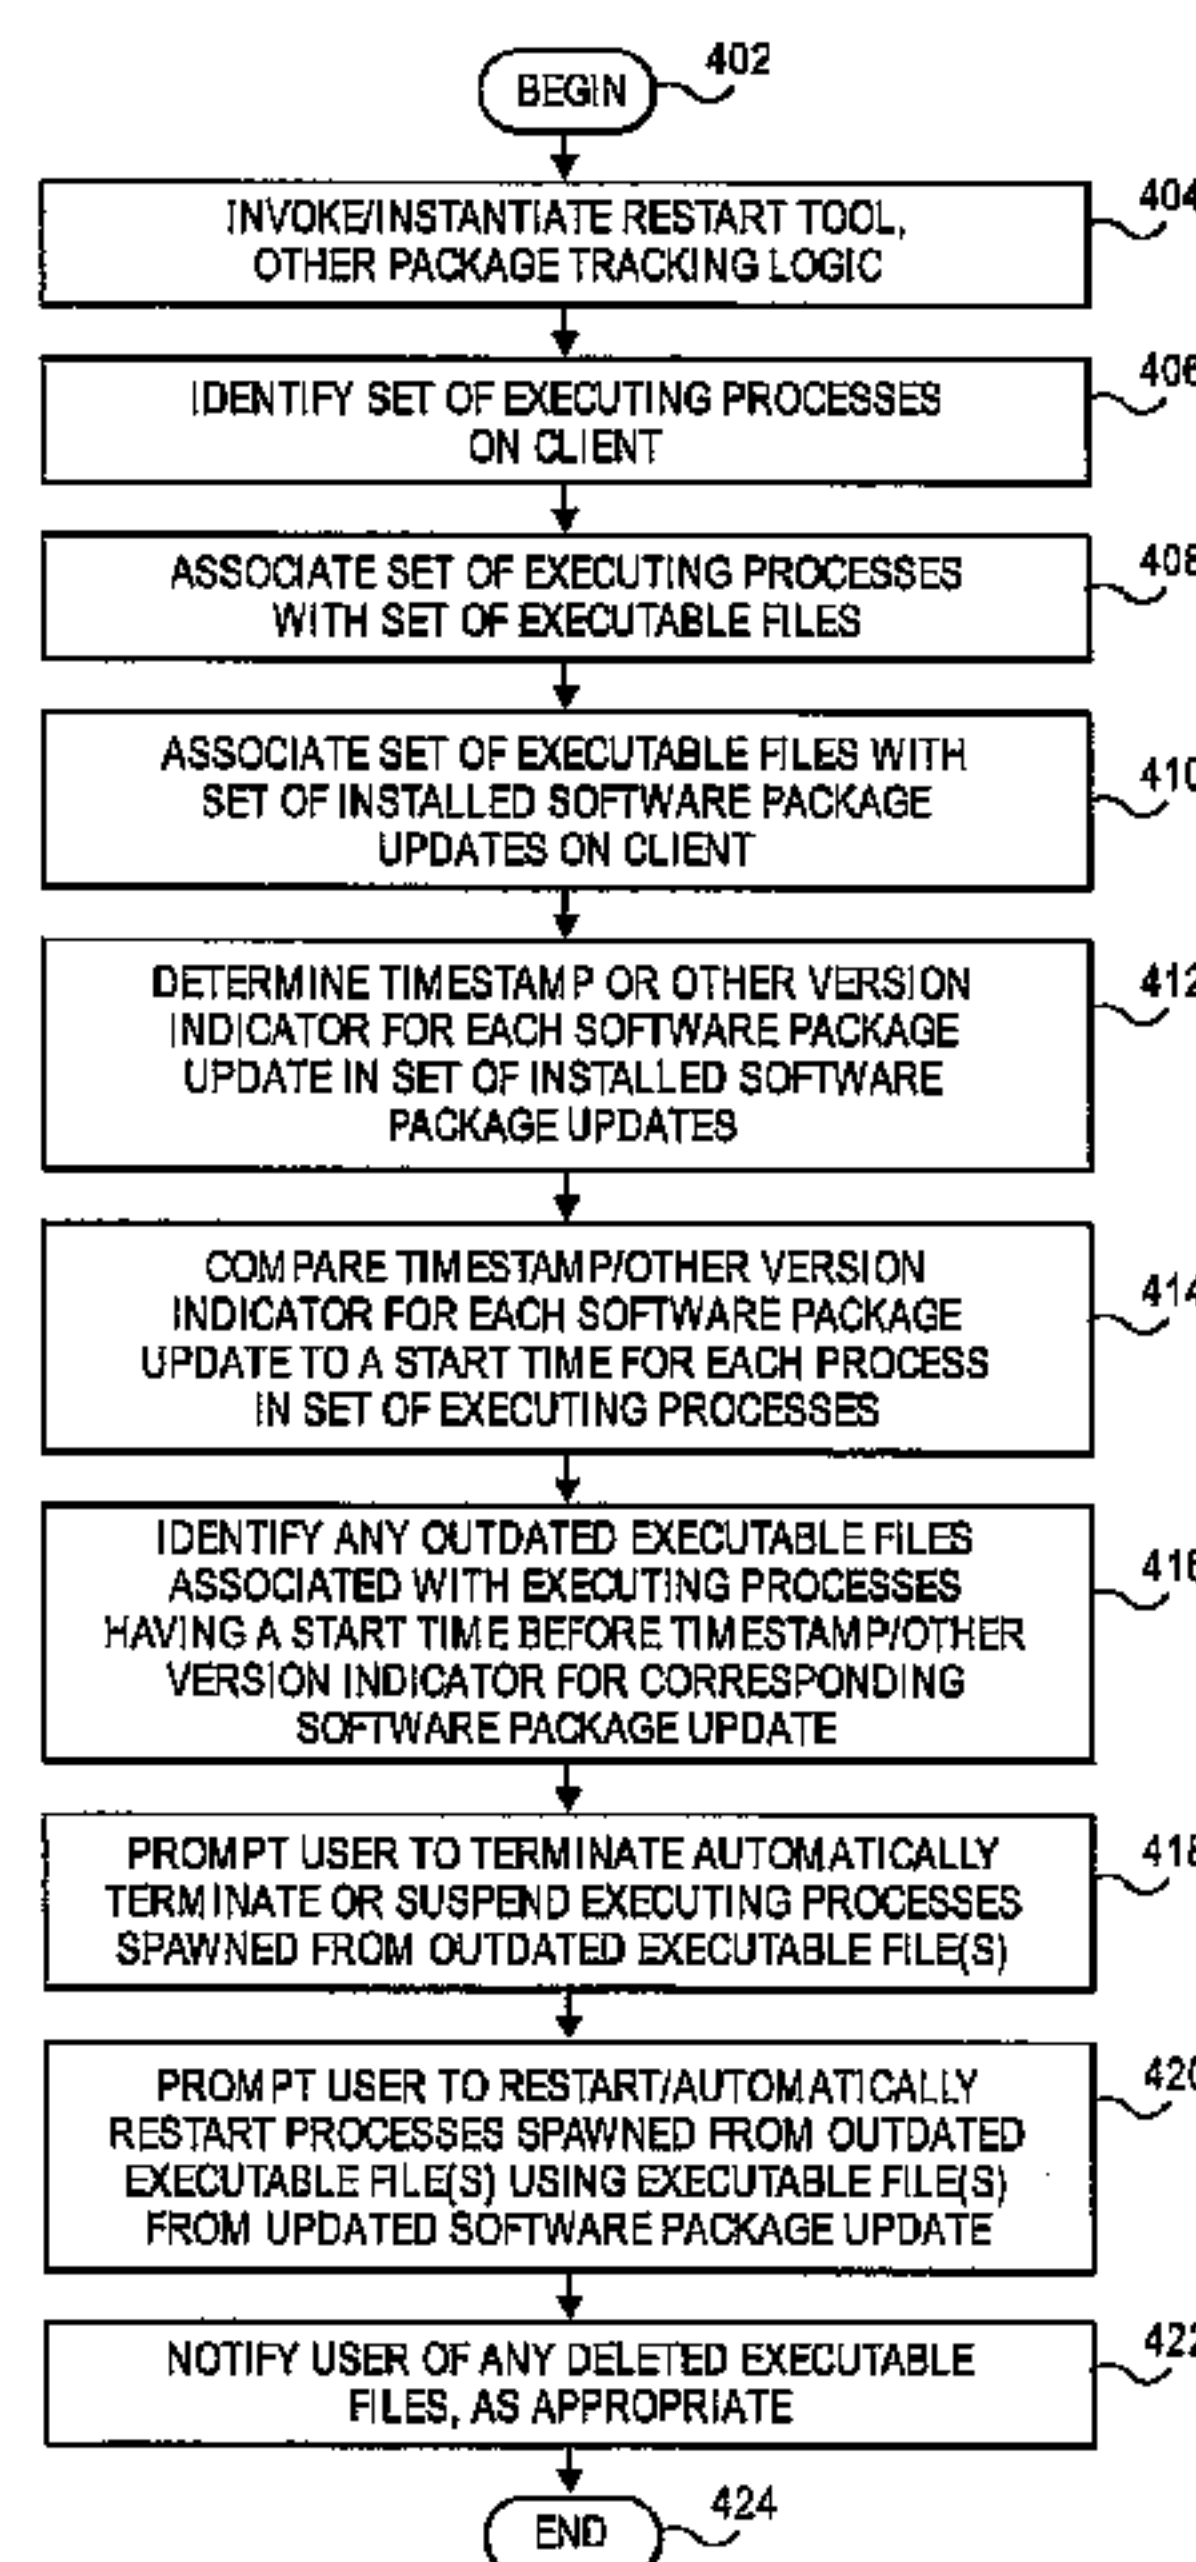 BEGIN
402
INVOKE/INSTANTIATE RESTART TOOL,
OTHER PACKAGE TRACKING LOGIC
404
IDENTIFY SET OF EXECUTING PROCESSES
ON CLIENT
406
ASSOCIATE SET OF EXECUTING PROCESSES
WITH SET OF EXECUTABLE FILES
408
ASSOCIATE SET OF EXECUTABLE FILES WITH
SET OF INSTALLED SOFTWARE PACKAGE
UPDATES ON CLIENT
410
DETERMINE TIMESTAMP OR OTHER VERSION
INDICATOR FOR EACH SOFTWARE PACKAGE
UPDATE IN SET OF INSTALLED SOFTWARE
PACKAGE UPDATES
412
COMPARE TIMESTAMP/OTHER VERSION
INDICATOR FOR EACH SOFTWARE PACKAGE
UPDATE TO A START TIME FOR EACH PROCESS
IN SET OF EXECUTING PROCESSES
414
IDENTIFY ANY OUTDATED EXECUTABLE FILES
ASSOCIATED WITH EXECUTING PROCESSES
HAVING A START TIME BEFORE TIMESTAMP/OTHER
VERSION INDICATOR FOR CORRESPONDING
SOFTWARE PACKAGE UPDATE
416
PROMPT USER TO TERMINATE AUTOMATICALLY
TERMINATE OR SUSPEND EXECUTING PROCESSES
SPAWNED FROM OUTDATED EXECUTABLE FILE(S)
418
PROMPT USER TO RESTART/AUTOMATICALLY
RESTART PROCESSES SPAWNED FROM OUTDATED
EXECUTABLE FILE(S) USING EXECUTABLE FILE(S)
FROM UPDATED SOFTWARE PACKAGE UPDATE
420
NOTIFY USER OF ANY DELETED EXECUTABLE
FILES, AS APPROPRIATE
422
END
424